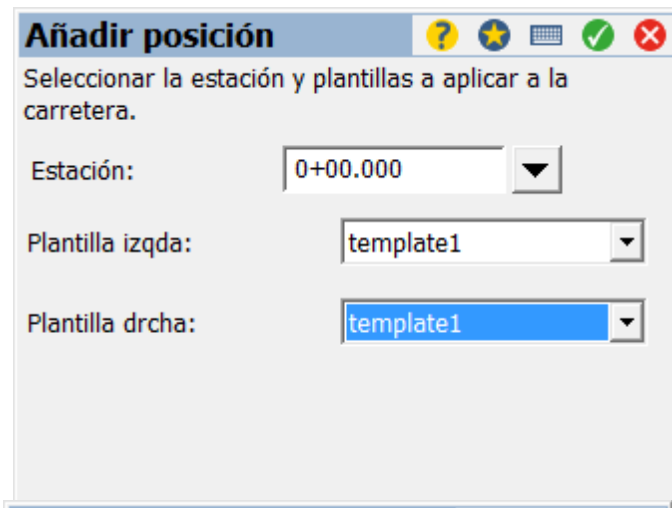 Añadir posición
Seleccionar la estación y plantillas a aplicar a la
carretera.
Estación: 0+00.000
Plantilla izqda: template1
Plantilla drcha: template1